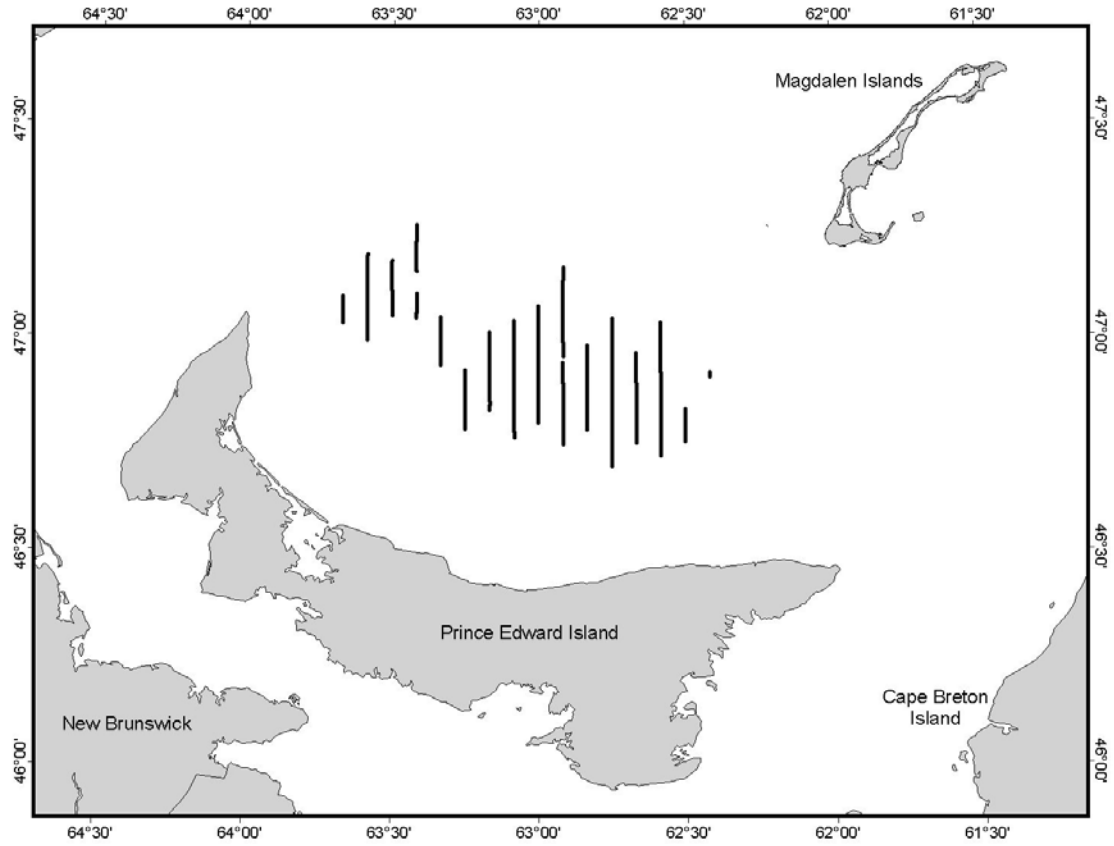 64°30' 64°00' 63°30' 63°00' 62°30' 62°00' 61°30'
Magdalen Islands
47°30' 47°30'
47°00' 47°00'
46°30' 46°30'
Prince Edward Island
Cape Breton
Island
New Brunswick
46°00' 46°00'
64°30' 64°00' 63°30' 63°00' 62°30' 62°00' 61°30'